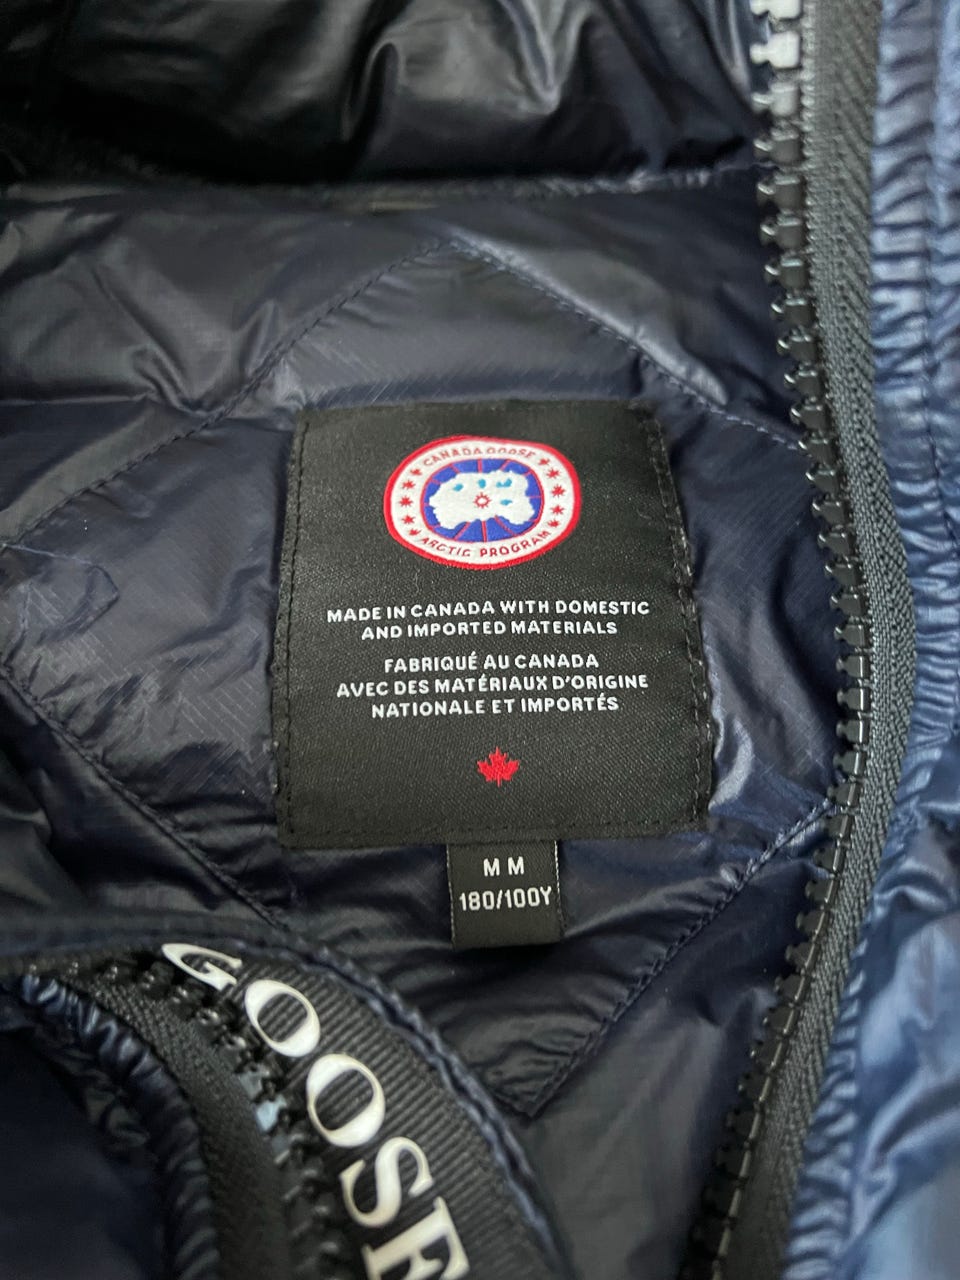 CANADA GOOSE
ARCTIC PROGRAM
MADE IN CANADA WITH DOMESTIC
AND IMPORTED MATERIALS
FABRIQUÉ AU CANADA
AVEC DES MATÉRIAUX D'ORIGINE
NATIONALE ET IMPORTÉS
M M
180/100Y
GOOSE